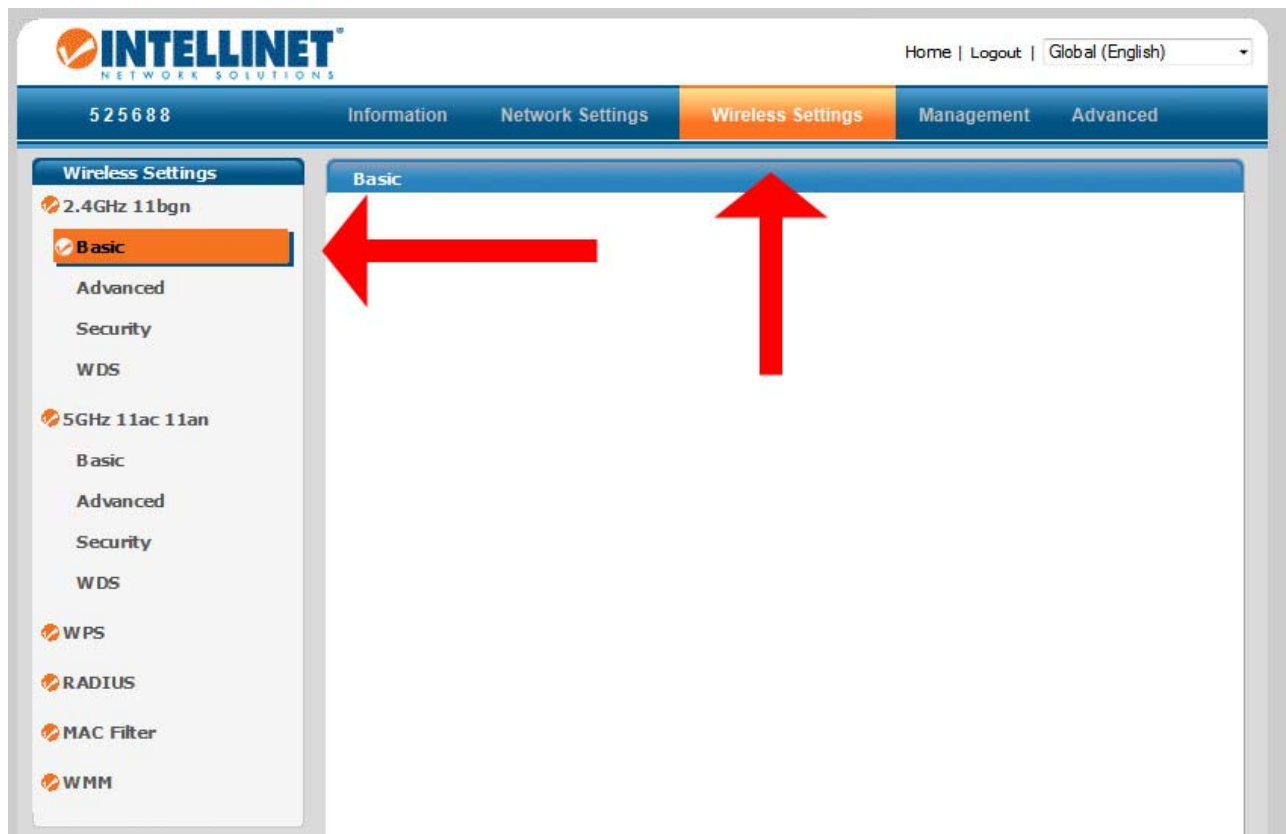 INTELLINET®
NETWORK SOLUTIONS
Home | Logout | Global (English)
525688 Information Network Settings Wireless Settings Management Advanced
Wireless Settings
2.4GHz 11bgn
Basic
Advanced
Security
WDS
5GHz 11ac 11an
Basic
Advanced
Security
WDS
WPS
RADIUS
MAC Filter
WMM
Basic